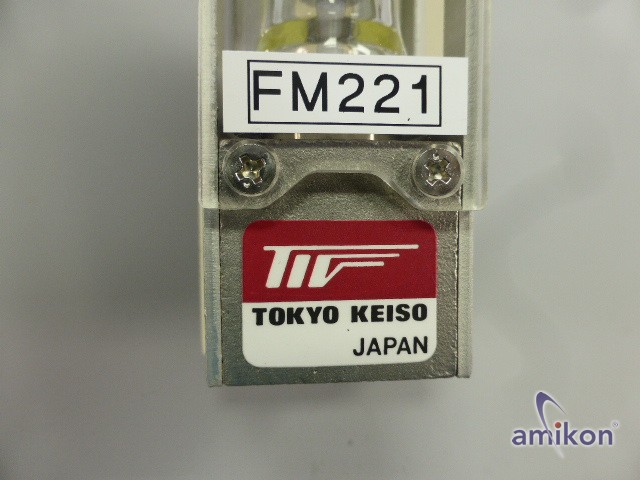 FM221
TOKYO KEISO
JAPAN
amikon®